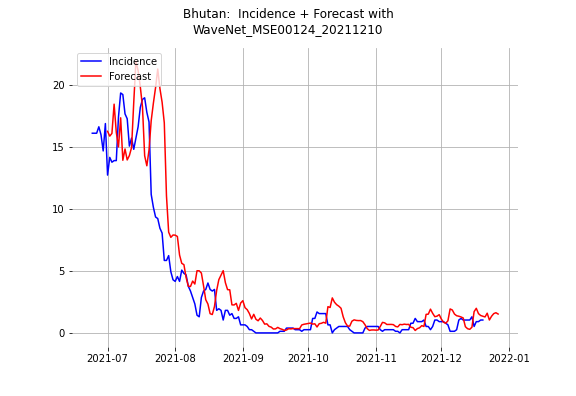 Bhutan:  Incidence + Forecast with
WaveNet_MSE00124_20211210
Incidence
Forecast
20
15
10
5
0
2021-07 2021-08 2021-09 2021-10 2021-11 2021-12 2022-01